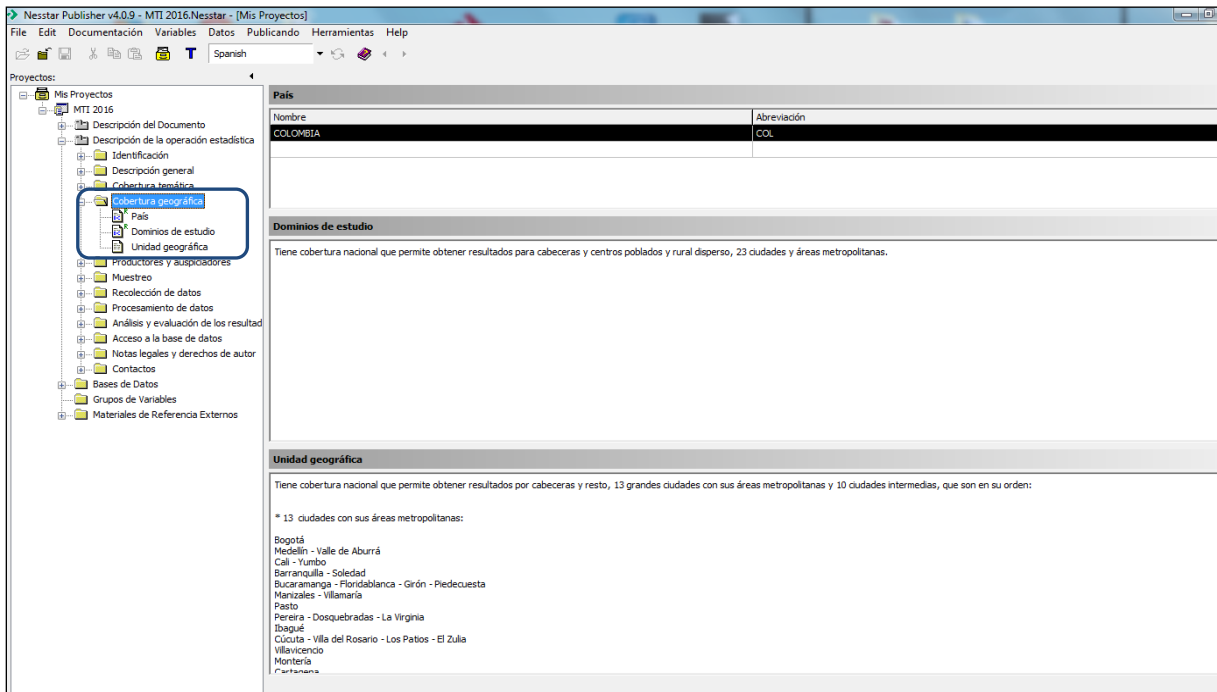 Nesstar Publisher v4.0.9 - MTI 2016.Nesstar - [Mis Proyectos]
File Edit Documentación Variables Datos Publicando Herramientas Help
Spanish
Proyectos:
Mis Proyectos
MTI 2016
Descripción del Documento
Descripción de la operación estadística
Identificación
Descripción general
Cobertura temática
Cobertura geográfica
País
Dominios de estudio
Unidad geográfica
Productores y auspiciadores
Muestreo
Recolección de datos
Procesamiento de datos
Análisis y evaluación de los resultad
Acceso a la base de datos
Notas legales y derechos de autor
Contactos
Bases de Datos
Grupos de Variables
Materiales de Referencia Externos
País
Nombre Abreviación
COLOMBIA COL
Dominios de estudio
Tiene cobertura nacional que permite obtener resultados para cabeceras y centros poblados y rural disperso, 23 ciudades y áreas metropolitanas.
Unidad geográfica
Tiene cobertura nacional que permite obtener resultados por cabeceras y resto, 13 grandes ciudades con sus áreas metropolitanas y 10 ciudades intermedias, que son en su orden:
* 13 ciudades con sus áreas metropolitanas:
Bogotá
Medellín - Valle de Aburrá
Cali - Yumbo
Barranquilla - Soledad
Bucaramanga - Floridablanca - Girón - Piedecuesta
Manizales - Villamaría
Pasto
Pereira - Dosquebradas - La Virginia
Ibagué
Cúcuta - Villa del Rosario - Los Patios - El Zulia
Villavicencio
Montería
Cartagena